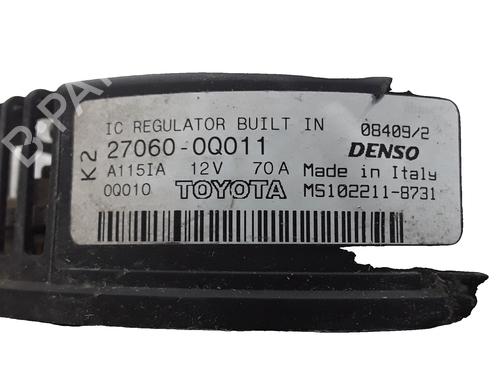 B-PARTS
IC REGULATOR BUILT IN 08409/2
K2 27060-0Q011 DENSO
A115IA 12V 70A Made in Italy
0Q010 TOYOTA MS102211-8731